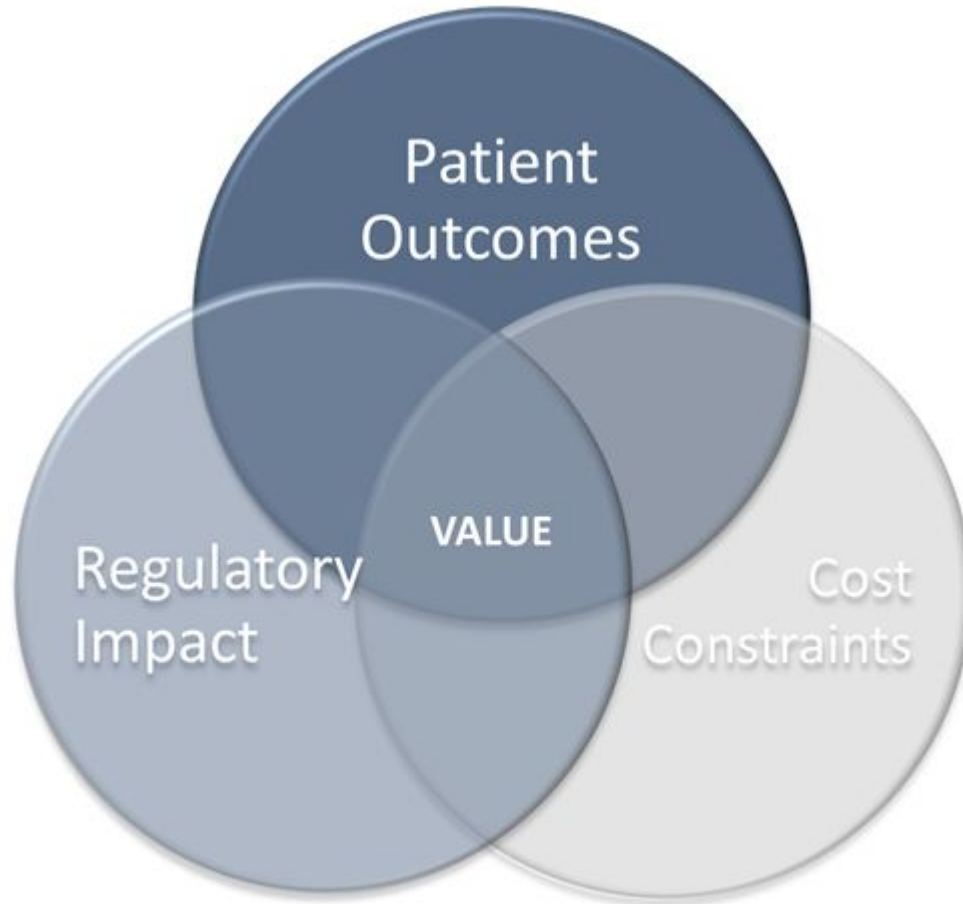 Patient
Outcomes
VALUE
Regulatory
Impact
Cost
Constraints